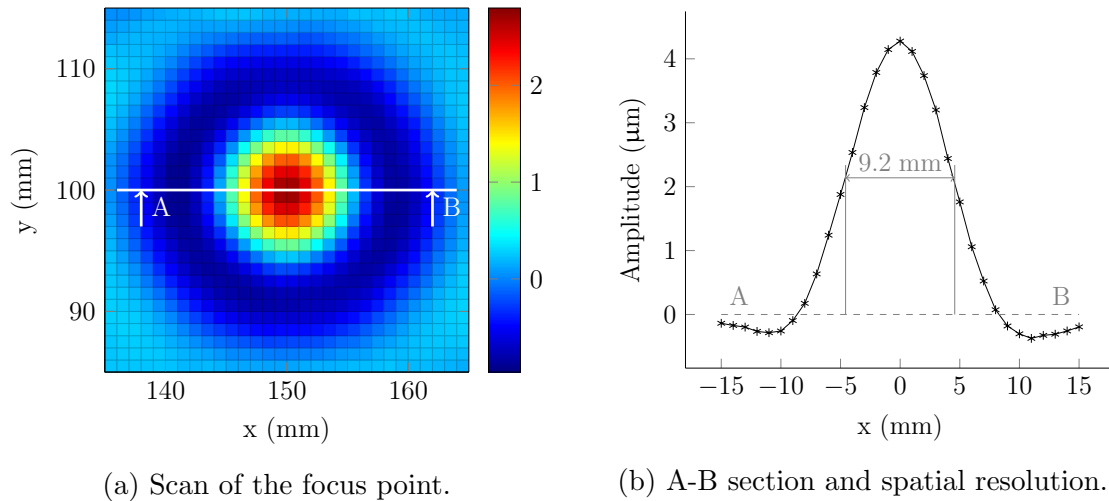 110
100
90
y (mm)
A
B
140
150
160
x (mm)
2
1
0
(a) Scan of the focus point.
4
3
2
1
0
Amplitude (μm)
9.2 mm
A
B
−15
−10
−5
0
5
10
15
x (mm)
(b) A-B section and spatial resolution.